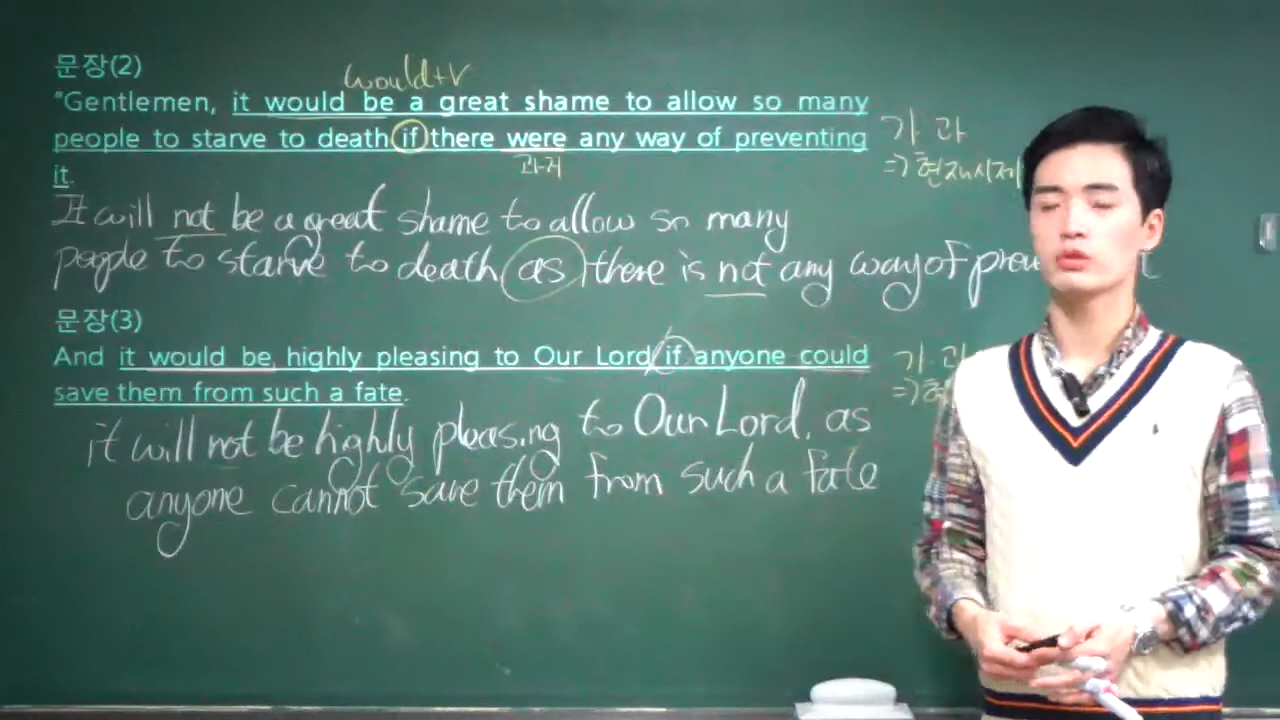 문장(2)
would+V
"Gentlemen, it would be a great shame to allow so many
people to starve to death if there were any way of preventing
it.
과거
가 과
=> 현재시제
It will not be a great shame to allow so many
people to starve to death as there is not any way of
문장(3)
And it would be highly pleasing to Our Lord if anyone could
save them from such a fate.
가
=>
it will not be highly pleasing to Our Lord, as
anyone cannot save them from such a fate